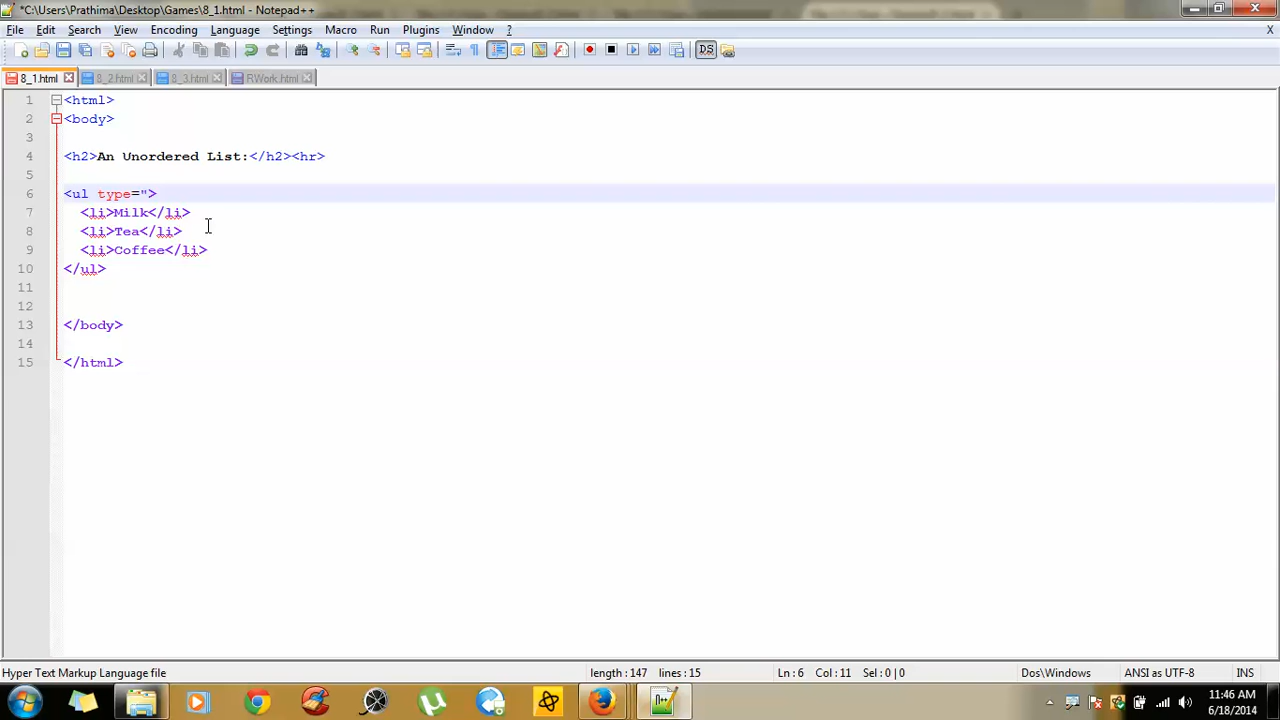 *C:\Users\Prathima\Desktop\Games\8_1.html - Notepad++
File Edit Search View Encoding Language Settings Macro Run Plugins Window ? X
8_1.html 8_2.html 8_3.html RWork.html
1 <html>
2 <body>
3
4 <h2>An Unordered List:</h2><hr>
5
6 <ul type=">
7 <li>Milk</li>
8 <li>Tea</li>
9 <li>Coffee</li>
10 </ul>
11
12
13 </body>
14
15 </html>
Hyper Text Markup Language file length : 147 lines : 15 Ln : 6 Col : 11 Sel : 0 | 0 Dos\Windows ANSI as UTF-8 INS
11:46 AM
6/18/2014